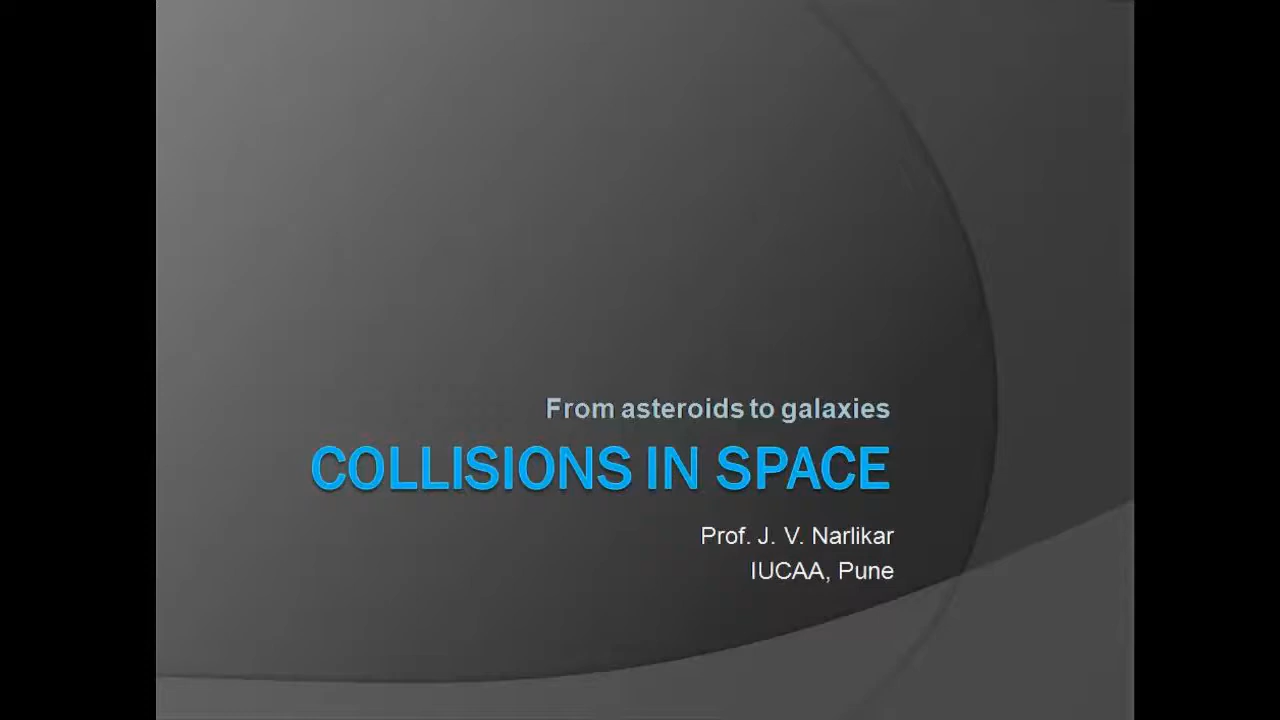 From asteroids to galaxies
COLLISIONS IN SPACE
Prof. J. V. Narlikar
IUCAA, Pune